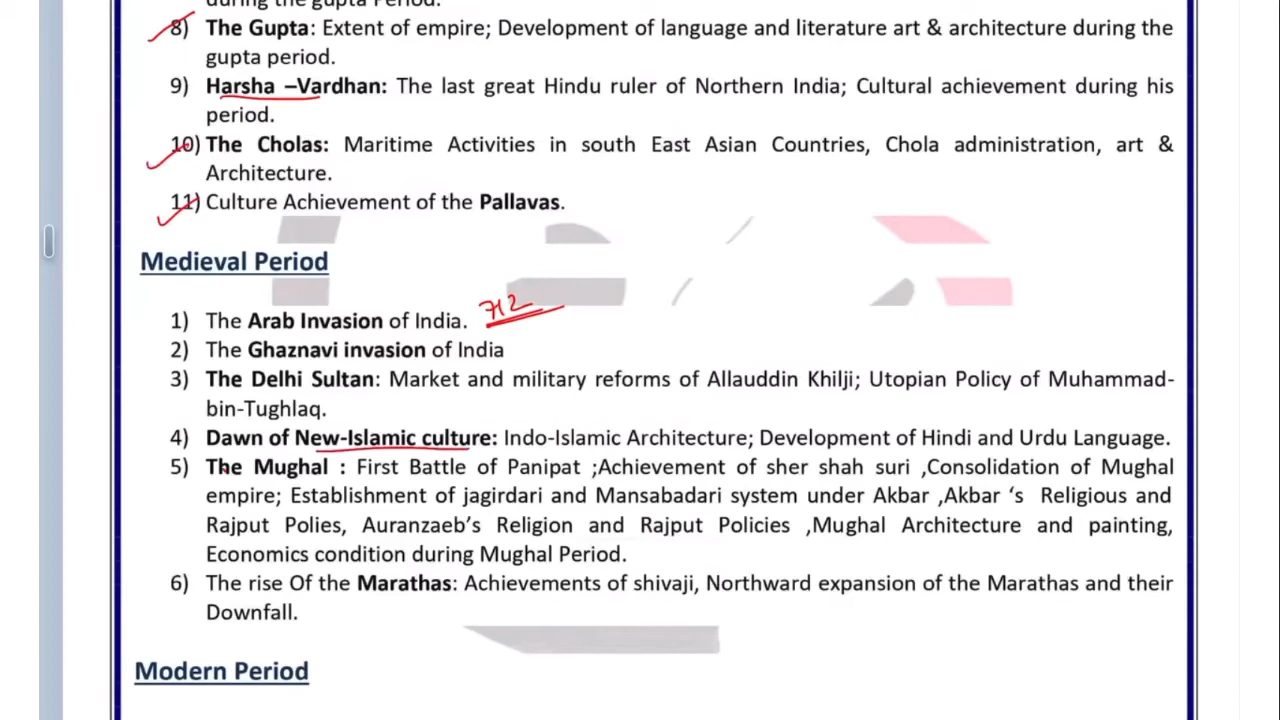 during the gupta Period.
8) The Gupta: Extent of empire; Development of language and literature art & architecture during the
gupta period.
9) Harsha –Vardhan: The last great Hindu ruler of Northern India; Cultural achievement during his
period.
10) The Cholas: Maritime Activities in south East Asian Countries, Chola administration, art &
Architecture.
11) Culture Achievement of the Pallavas.
Medieval Period
1) The Arab Invasion of India. 712
2) The Ghaznavi invasion of India
3) The Delhi Sultan: Market and military reforms of Allauddin Khilji; Utopian Policy of Muhammad-
bin-Tughlaq.
4) Dawn of New-Islamic culture: Indo-Islamic Architecture; Development of Hindi and Urdu Language.
5) The Mughal : First Battle of Panipat ;Achievement of sher shah suri ,Consolidation of Mughal
empire; Establishment of jagirdari and Mansabadari system under Akbar ,Akbar ‘s Religious and
Rajput Polies, Auranzaeb’s Religion and Rajput Policies ,Mughal Architecture and painting,
Economics condition during Mughal Period.
6) The rise Of the Marathas: Achievements of shivaji, Northward expansion of the Marathas and their
Downfall.
Modern Period